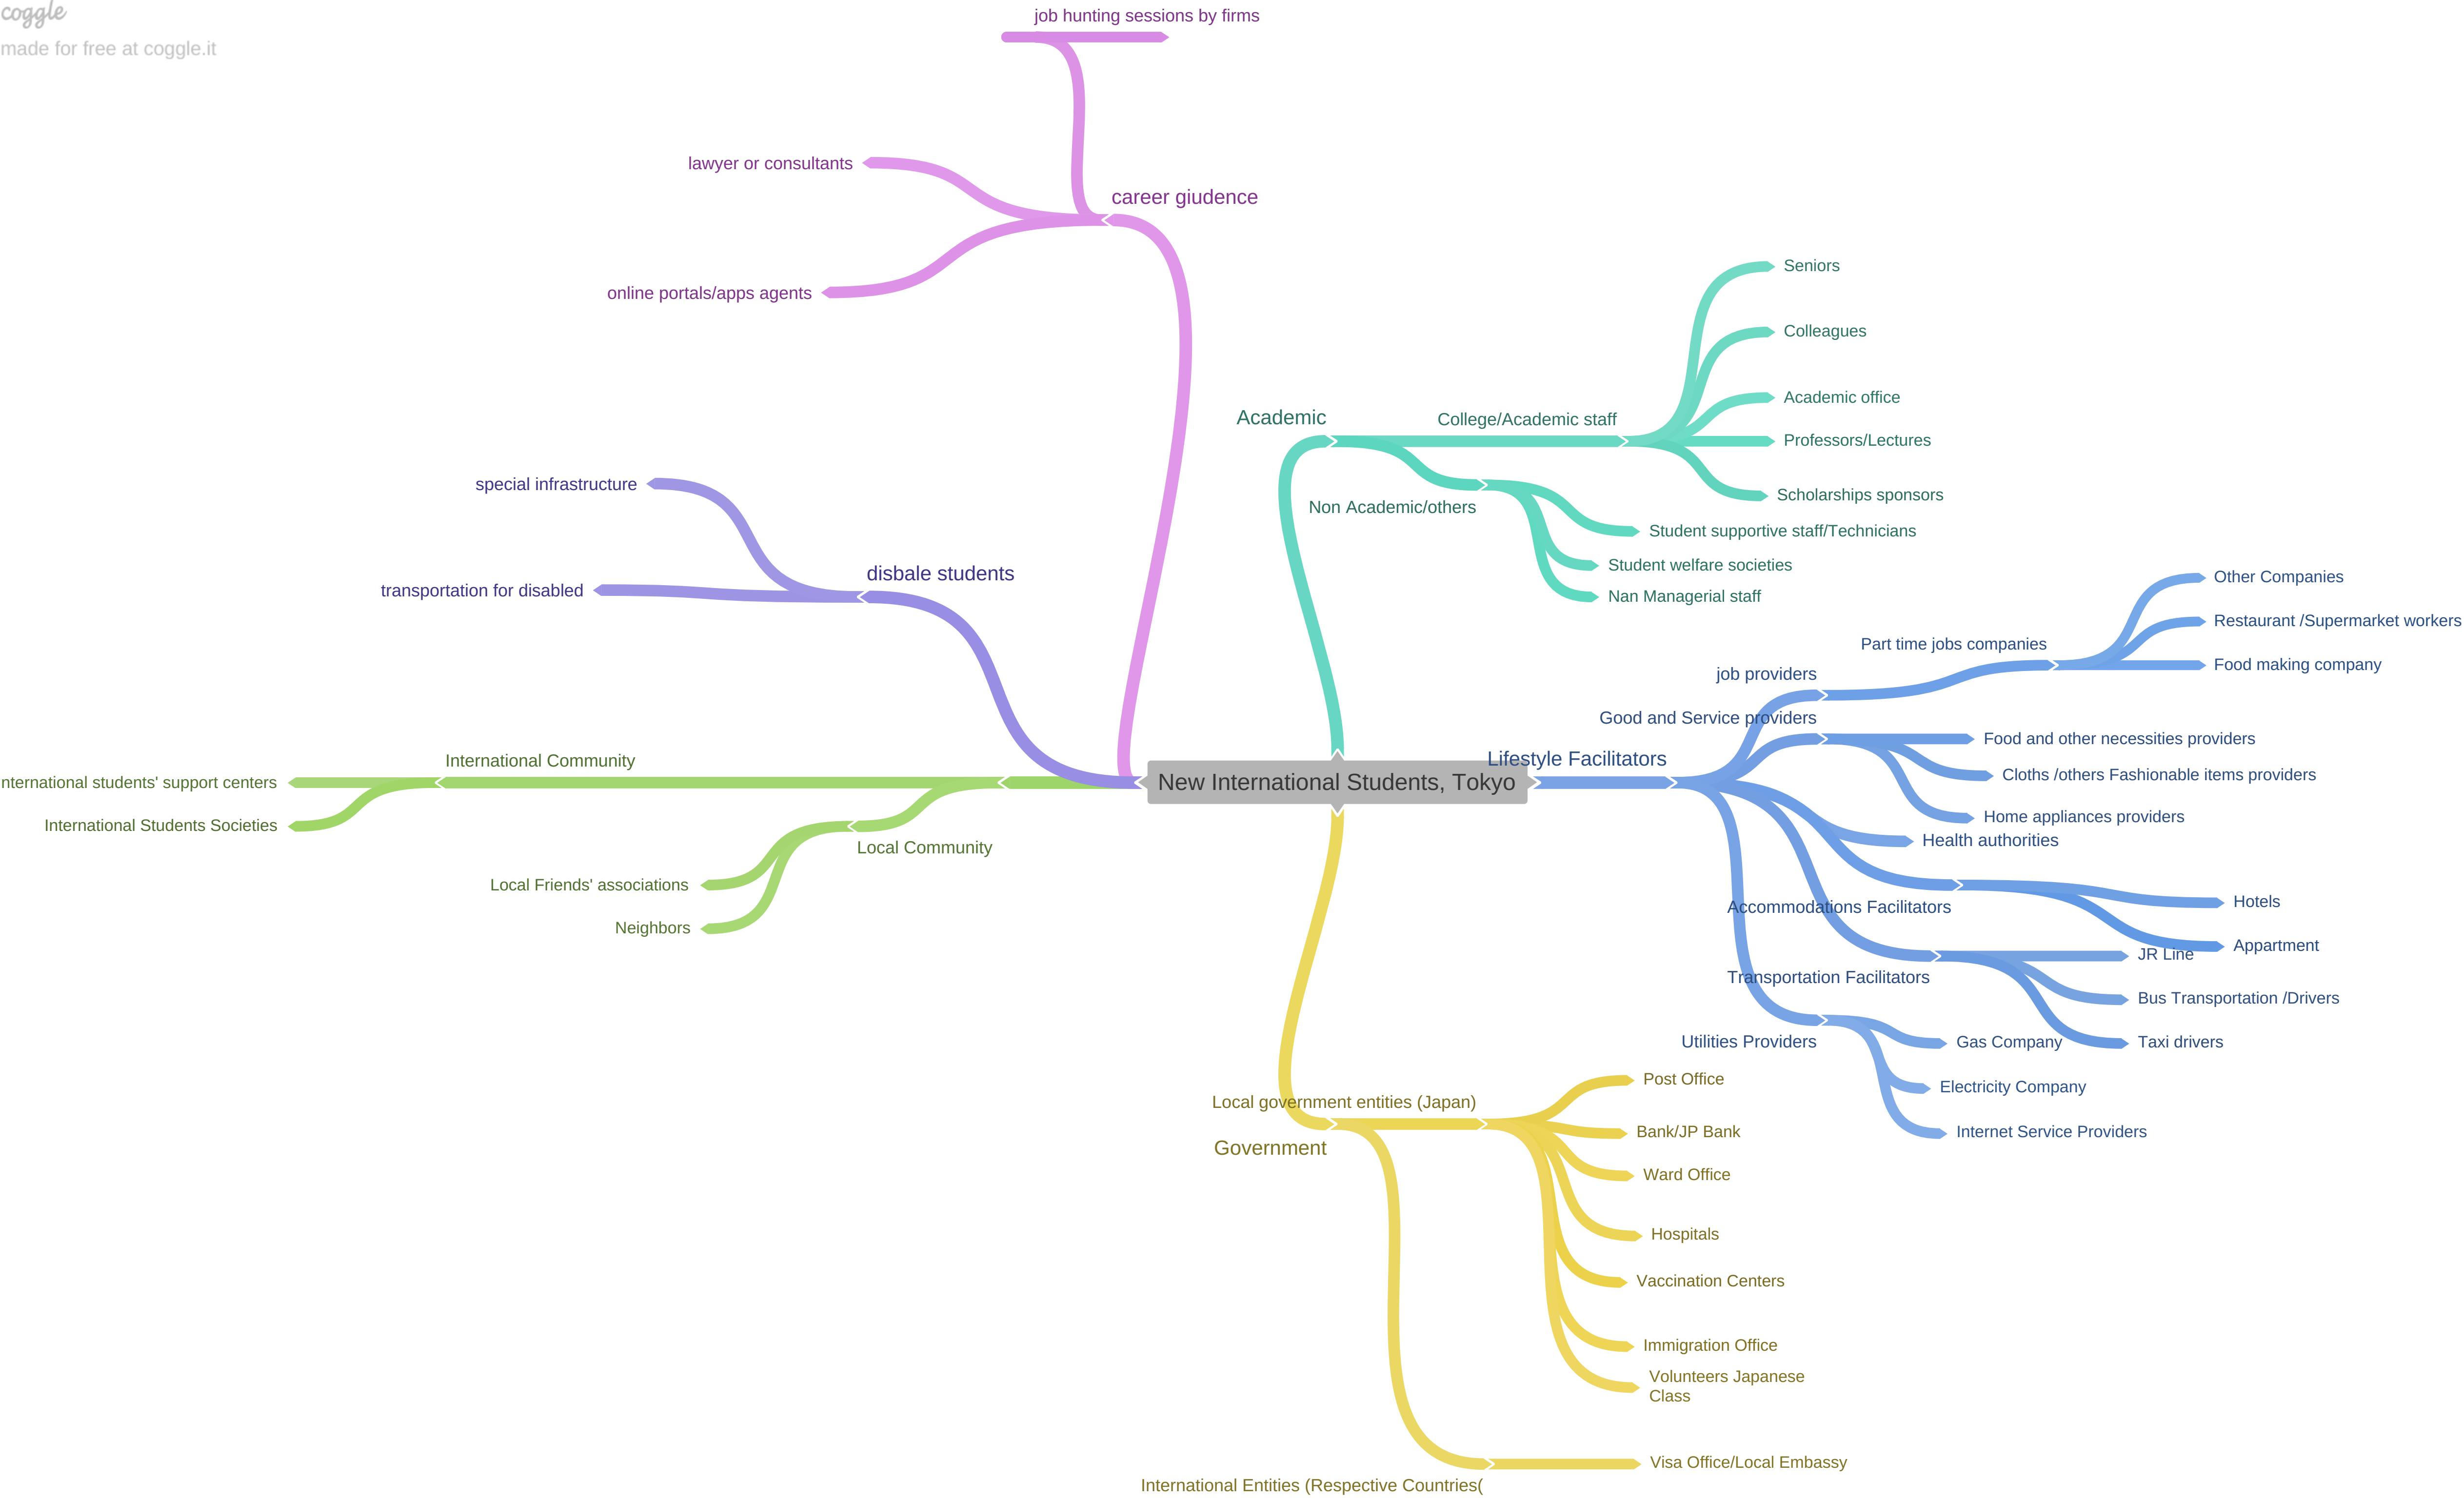 coggle
made for free at coggle.it
job hunting sessions by firms
lawyer or consultants
career giudence
online portals/apps agents
special infrastructure
disbale students
transportation for disabled
International Community
nternational students' support centers
International Students Societies
Local Community
Local Friends' associations
Neighbors
New International Students, Tokyo
Academic
College/Academic staff
Seniors
Colleagues
Academic office
Professors/Lectures
Scholarships sponsors
Non Academic/others
Student supportive staff/Technicians
Student welfare societies
Nan Managerial staff
Lifestyle Facilitators
job providers
Part time jobs companies
Other Companies
Restaurant /Supermarket workers
Food making company
Good and Service providers
Food and other necessities providers
Cloths /others Fashionable items providers
Home appliances providers
Health authorities
Accommodations Facilitators
Hotels
Appartment
Transportation Facilitators
JR Line
Bus Transportation /Drivers
Taxi drivers
Utilities Providers
Gas Company
Electricity Company
Internet Service Providers
Government
Local government entities (Japan)
Post Office
Bank/JP Bank
Ward Office
Hospitals
Vaccination Centers
Immigration Office
Volunteers Japanese
Class
International Entities (Respective Countries(
Visa Office/Local Embassy